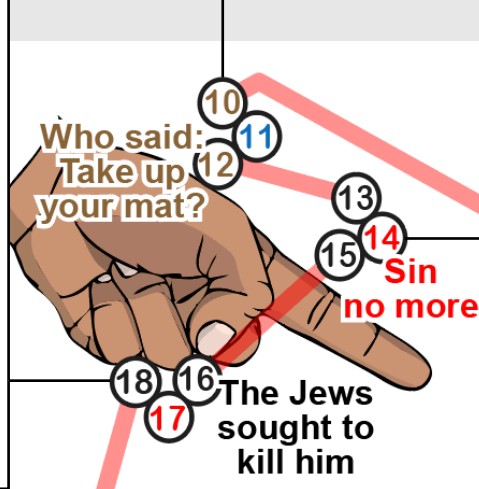 10
11
Who said:
Take up
your mat?
12
13
14
15
Sin
no more
18
16
17
The Jews
sought to
kill him